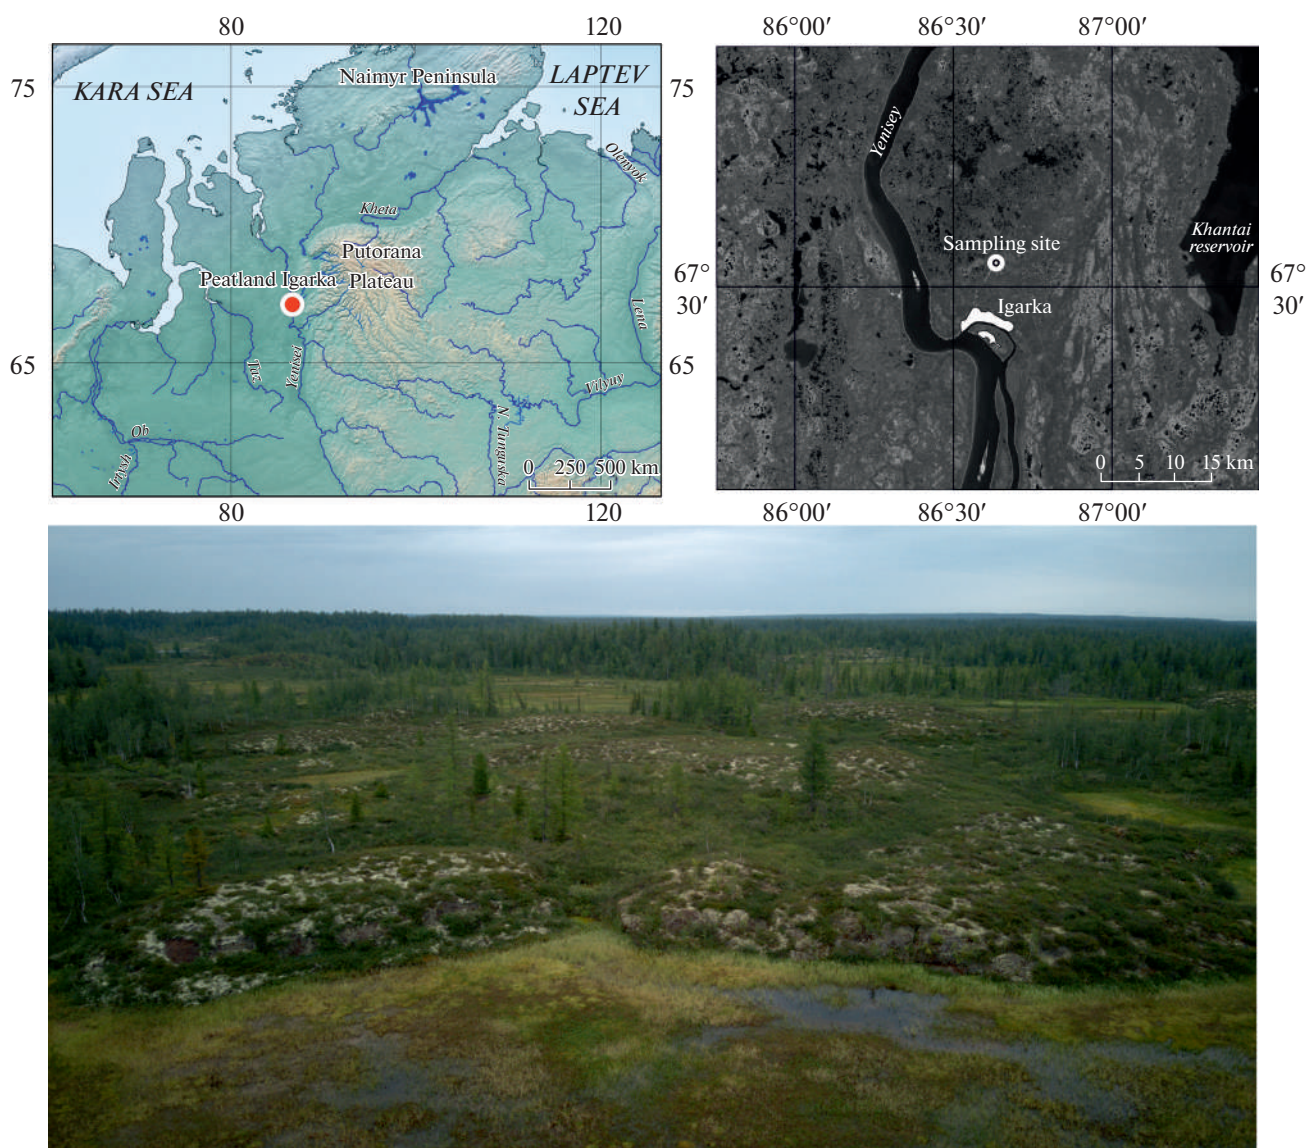 80
120
75
KARA SEA
Naimyr Peninsula
LAPTEV
SEA
Olenyok
Kheta
Putorana
Plateau
Peatland Igarka
Lena
65
Taz
Yenisei
Vilyuy
Ob
Irtysh
N. Tunguska
0 250 500 km
80
120
86°00′
86°30′
87°00′
75
Yenisey
Khantai
reservoir
Sampling site
67°
30′
67°
30′
Igarka
65
0 5 10 15 km
86°00′
86°30′
87°00′